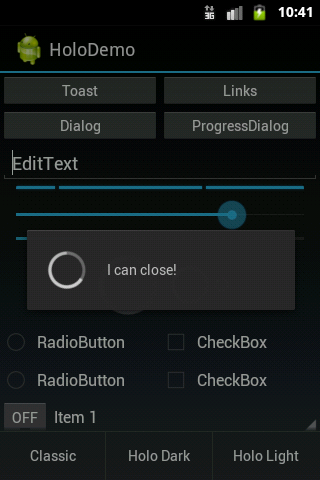 3G 10:41
HoloDemo
Toast Links
Dialog ProgressDialog
EditText
I can close!
RadioButton CheckBox
RadioButton CheckBox
OFF Item 1
Classic Holo Dark Holo Light